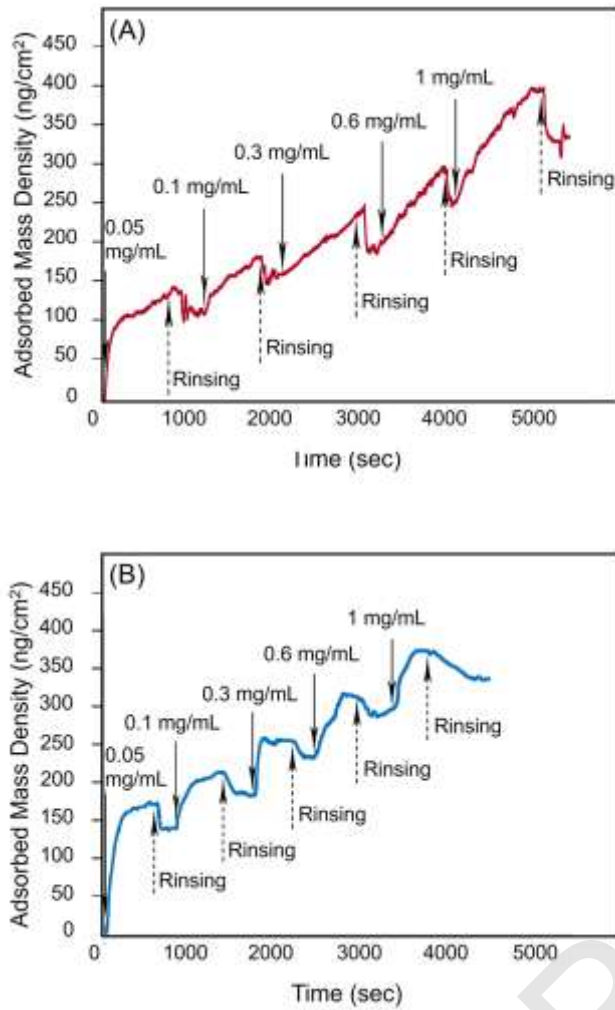 (A)
Adsorbed Mass Density (ng/cm²)
450
400
350
300
250
200
150
100
50
0
0.05
mg/mL
0.1 mg/mL
0.3 mg/mL
0.6 mg/mL
1 mg/mL
Rinsing
Rinsing
Rinsing
Rinsing
Rinsing
0 1000 2000 3000 4000 5000
Time (sec)
(B)
Adsorbed Mass Density (ng/cm²)
450
400
350
300
250
200
150
100
50
0
0.05
mg/mL
0.1 mg/mL
0.3 mg/mL
0.6 mg/mL
1 mg/mL
Rinsing
Rinsing
Rinsing
Rinsing
Rinsing
0 1000 2000 3000 4000 5000
Time (sec)